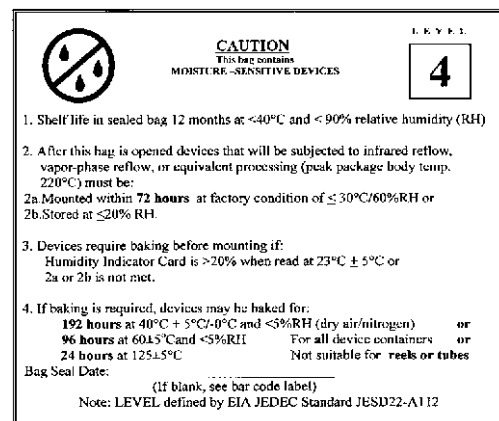 LEVEL
CAUTION
This bag contains
MOISTURE –SENSITIVE DEVICES
4
1. Shelf life in sealed bag 12 months at <40°C and < 90% relative humidity (RH)
2. After this bag is opened devices that will be subjected to infrared reflow,
vapor-phase reflow, or equivalent processing (peak package body temp.
220°C) must be:
2a.Mounted within 72 hours at factory condition of ≤ 30°C/60%RH or
2b.Stored at ≤20% RH.
3. Devices require baking before mounting if:
Humidity Indicator Card is >20% when read at 23°C ± 5°C or
2a or 2b is not met.
4. If baking is required, devices may be baked for:
192 hours at 40°C + 5°C/-0°C and <5%RH (dry air/nitrogen) or
96 hours at 60±5°Cand <5%RH For all device containers or
24 hours at 125±5°C Not suitable for reels or tubes
Bag Seal Date:
(If blank, see bar code label)
Note: LEVEL defined by EIA JEDEC Standard JESD22-A112